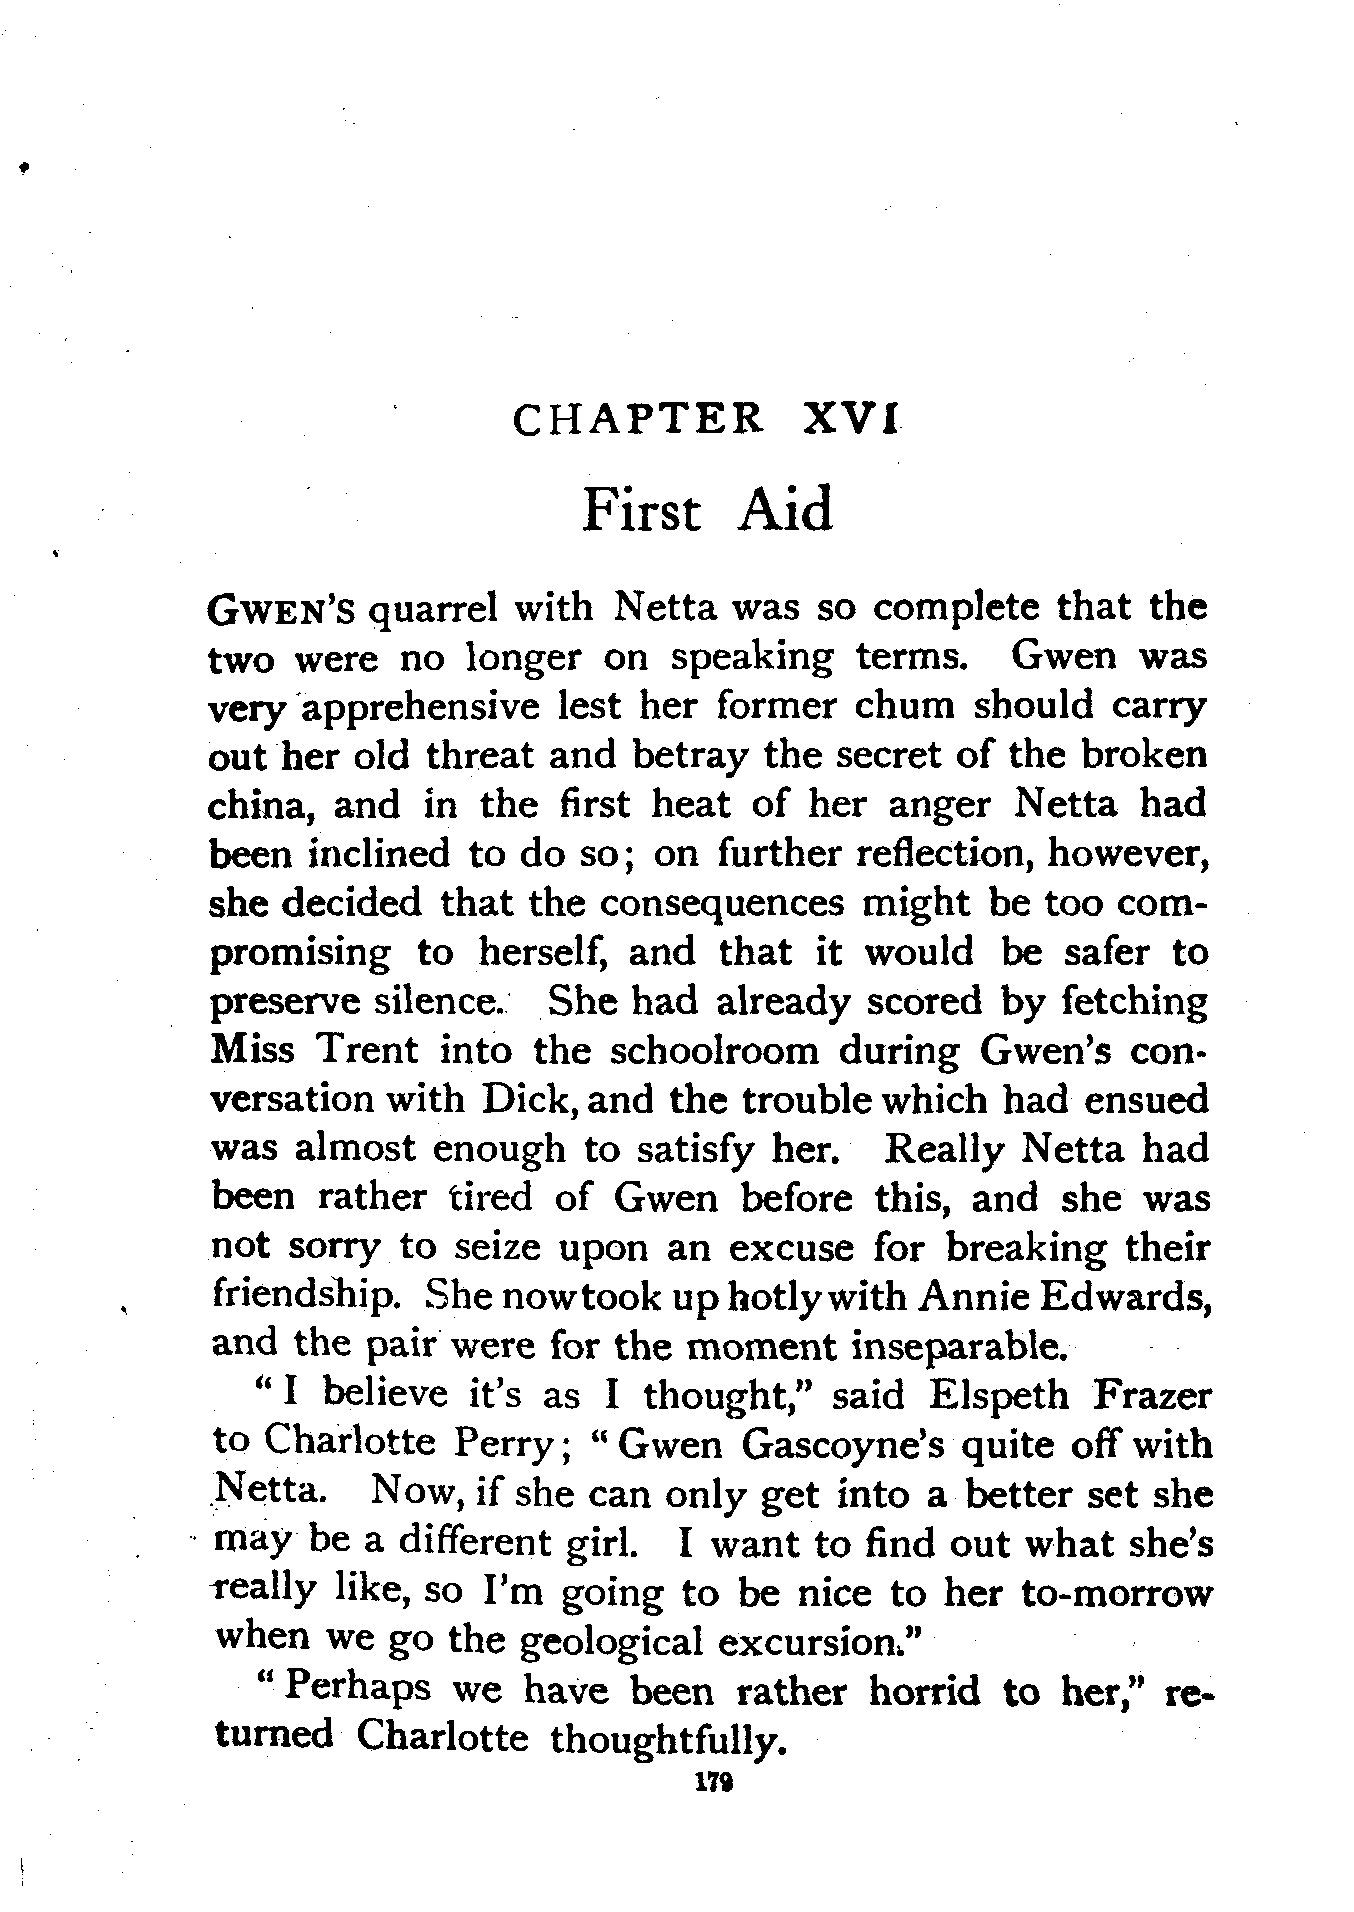 CHAPTER XVI
First Aid
GWEN'S quarrel with Netta was so complete that the
two were no longer on speaking terms. Gwen was
very apprehensive lest her former chum should carry
out her old threat and betray the secret of the broken
china, and in the first heat of her anger Netta had
been inclined to do so; on further reflection, however,
she decided that the consequences might be too com-
promising to herself, and that it would be safer to
preserve silence. She had already scored by fetching
Miss Trent into the schoolroom during Gwen's con-
versation with Dick, and the trouble which had ensued
was almost enough to satisfy her. Really Netta had
been rather tired of Gwen before this, and she was
not sorry to seize upon an excuse for breaking their
friendship. She now took up hotly with Annie Edwards,
and the pair were for the moment inseparable.
"I believe it's as I thought," said Elspeth Frazer
to Charlotte Perry; "Gwen Gascoyne's quite off with
Netta. Now, if she can only get into a better set she
may be a different girl. I want to find out what she's
really like, so I'm going to be nice to her to-morrow
when we go the geological excursion."
"Perhaps we have been rather horrid to her," re-
turned Charlotte thoughtfully.
179